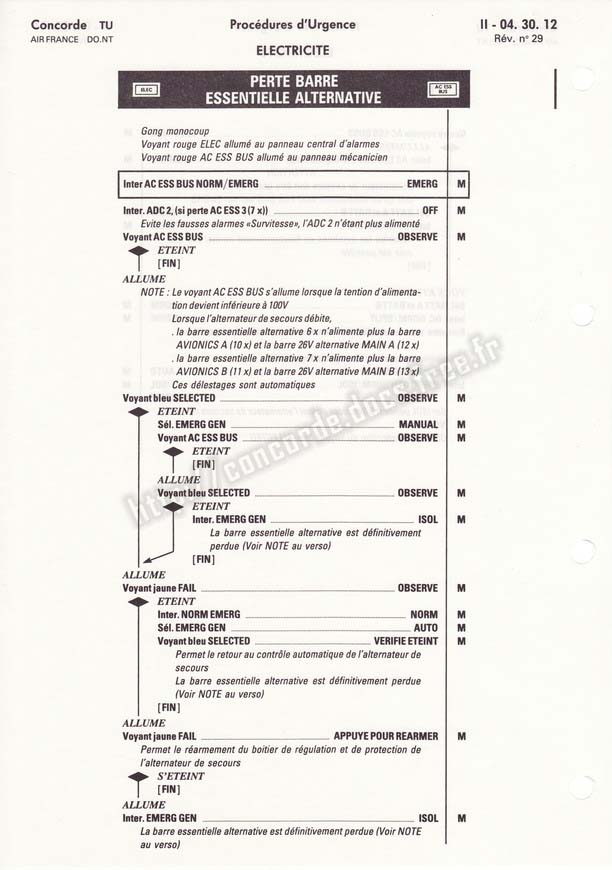 Concorde TU
Procédures d'Urgence
II - 04. 30. 12
AIR FRANCE DO.NT
Rév. n° 29
ELECTRICITE
ELEC
PERTE BARRE
ESSENTIELLE ALTERNATIVE
AC ESS
BUS
Gong monocoup
Voyant rouge ELEC allumé au panneau central d'alarmes
Voyant rouge AC ESS BUS allumé au panneau mécanicien
Inter AC ESS BUS NORM/EMERG EMERG M
Inter. ADC 2, (si perte AC ESS 3 (7 x)) OFF M
Evite les fausses alarmes «Survitesse», l'ADC 2 n'étant plus alimenté
Voyant AC ESS BUS OBSERVE M
ETEINT
[FIN]
ALLUME
NOTE : Le voyant AC ESS BUS s'allume lorsque la tention d'alimenta-
tion devient inférieure à 100V
Lorsque l'alternateur de secours débite,
. la barre essentielle alternative 6 x n'alimente plus la barre
AVIONICS A (10 x) et la barre 26V alternative MAIN A (12 x)
. la barre essentielle alternative 7 x n'alimente plus la barre
AVIONICS B (11 x) et la barre 26V alternative MAIN B (13 x)
Ces délestages sont automatiques
Voyant bleu SELECTED OBSERVE M
ETEINT
Sél. EMERG GEN MANUAL M
Voyant AC ESS BUS OBSERVE M
ETEINT
[FIN]
ALLUME
Voyant bleu SELECTED OBSERVE M
ETEINT
Inter. EMERG GEN ISOL M
La barre essentielle alternative est définitivement
perdue (Voir NOTE au verso)
[FIN]
ALLUME
Voyant jaune FAIL OBSERVE M
ETEINT
Inter. NORM EMERG NORM M
Sél. EMERG GEN AUTO M
Voyant bleu SELECTED VERIFIE ETEINT M
Permet le retour au contrôle automatique de l'alternateur de
secours
La barre essentielle alternative est définitivement perdue
(Voir NOTE au verso)
[FIN]
ALLUME
Voyant jaune FAIL APPUYE POUR REARMER M
Permet le réarmement du boitier de régulation et de protection de
l'alternateur de secours
S'ETEINT
[FIN]
ALLUME
Inter. EMERG GEN ISOL M
La barre essentielle alternative est définitivement perdue (Voir NOTE
au verso)
http://concorde.docs.free.fr